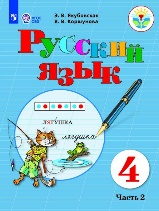 Э. В. Якубовская
Я. В. Коршунова
Русский
язык
ЛЯГУШКА
лягушка
4
Часть 2